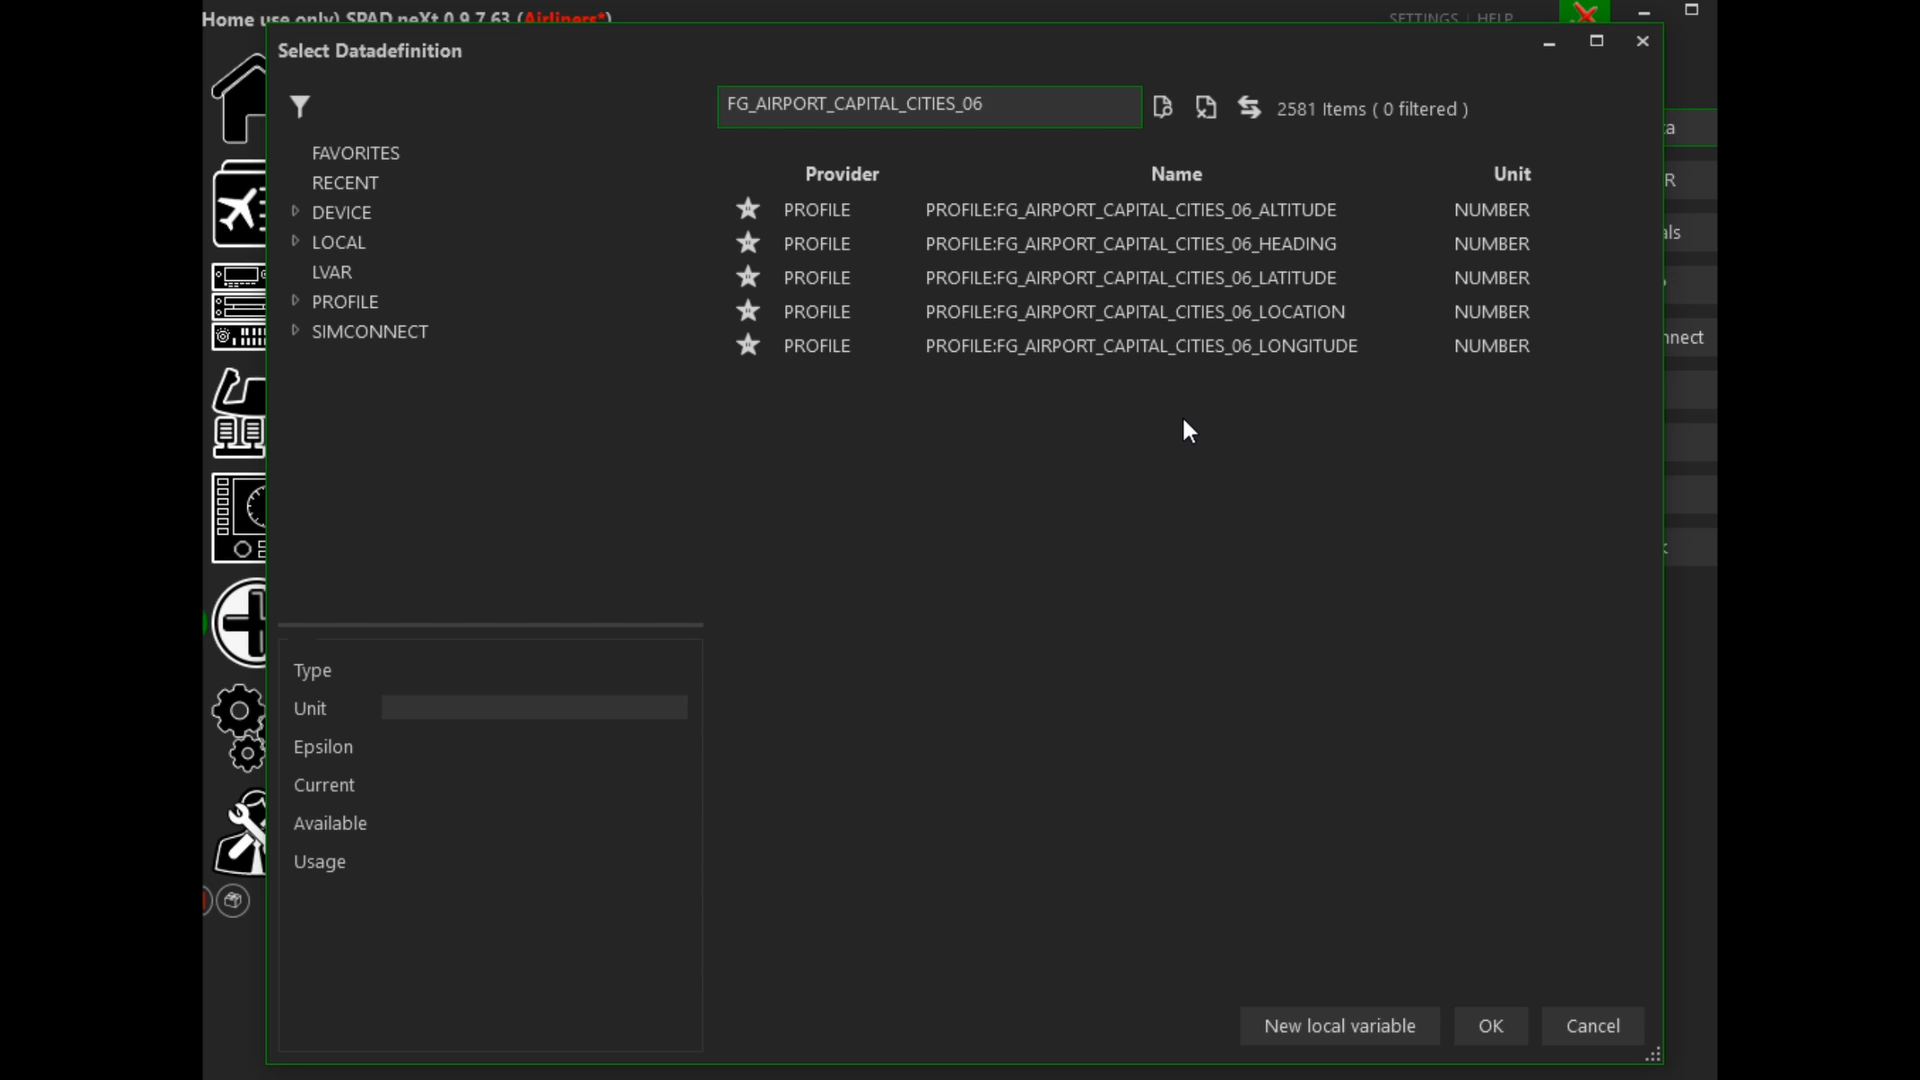 Home use only) SPAD.neXt 0.9.7.63 (Airliners*)
SETTINGS | HELP
Select Datadefinition
FG_AIRPORT_CAPITAL_CITIES_06
2581 Items ( 0 filtered )
FAVORITES
RECENT
DEVICE
LOCAL
LVAR
PROFILE
SIMCONNECT
Provider Name Unit
PROFILE PROFILE:FG_AIRPORT_CAPITAL_CITIES_06_ALTITUDE NUMBER
PROFILE PROFILE:FG_AIRPORT_CAPITAL_CITIES_06_HEADING NUMBER
PROFILE PROFILE:FG_AIRPORT_CAPITAL_CITIES_06_LATITUDE NUMBER
PROFILE PROFILE:FG_AIRPORT_CAPITAL_CITIES_06_LOCATION NUMBER
PROFILE PROFILE:FG_AIRPORT_CAPITAL_CITIES_06_LONGITUDE NUMBER
Type
Unit
Epsilon
Current
Available
Usage
New local variable
OK
Cancel